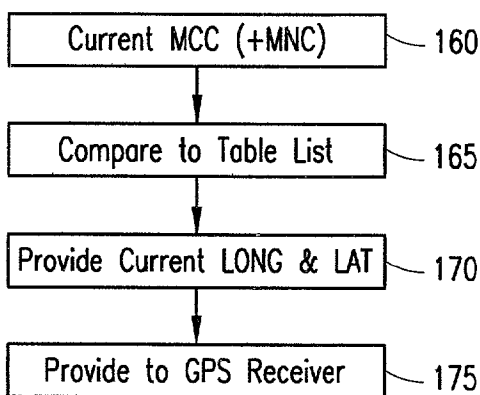 Current MCC (+MNC) 160
Compare to Table List 165
Provide Current LONG & LAT 170
Provide to GPS Receiver 175